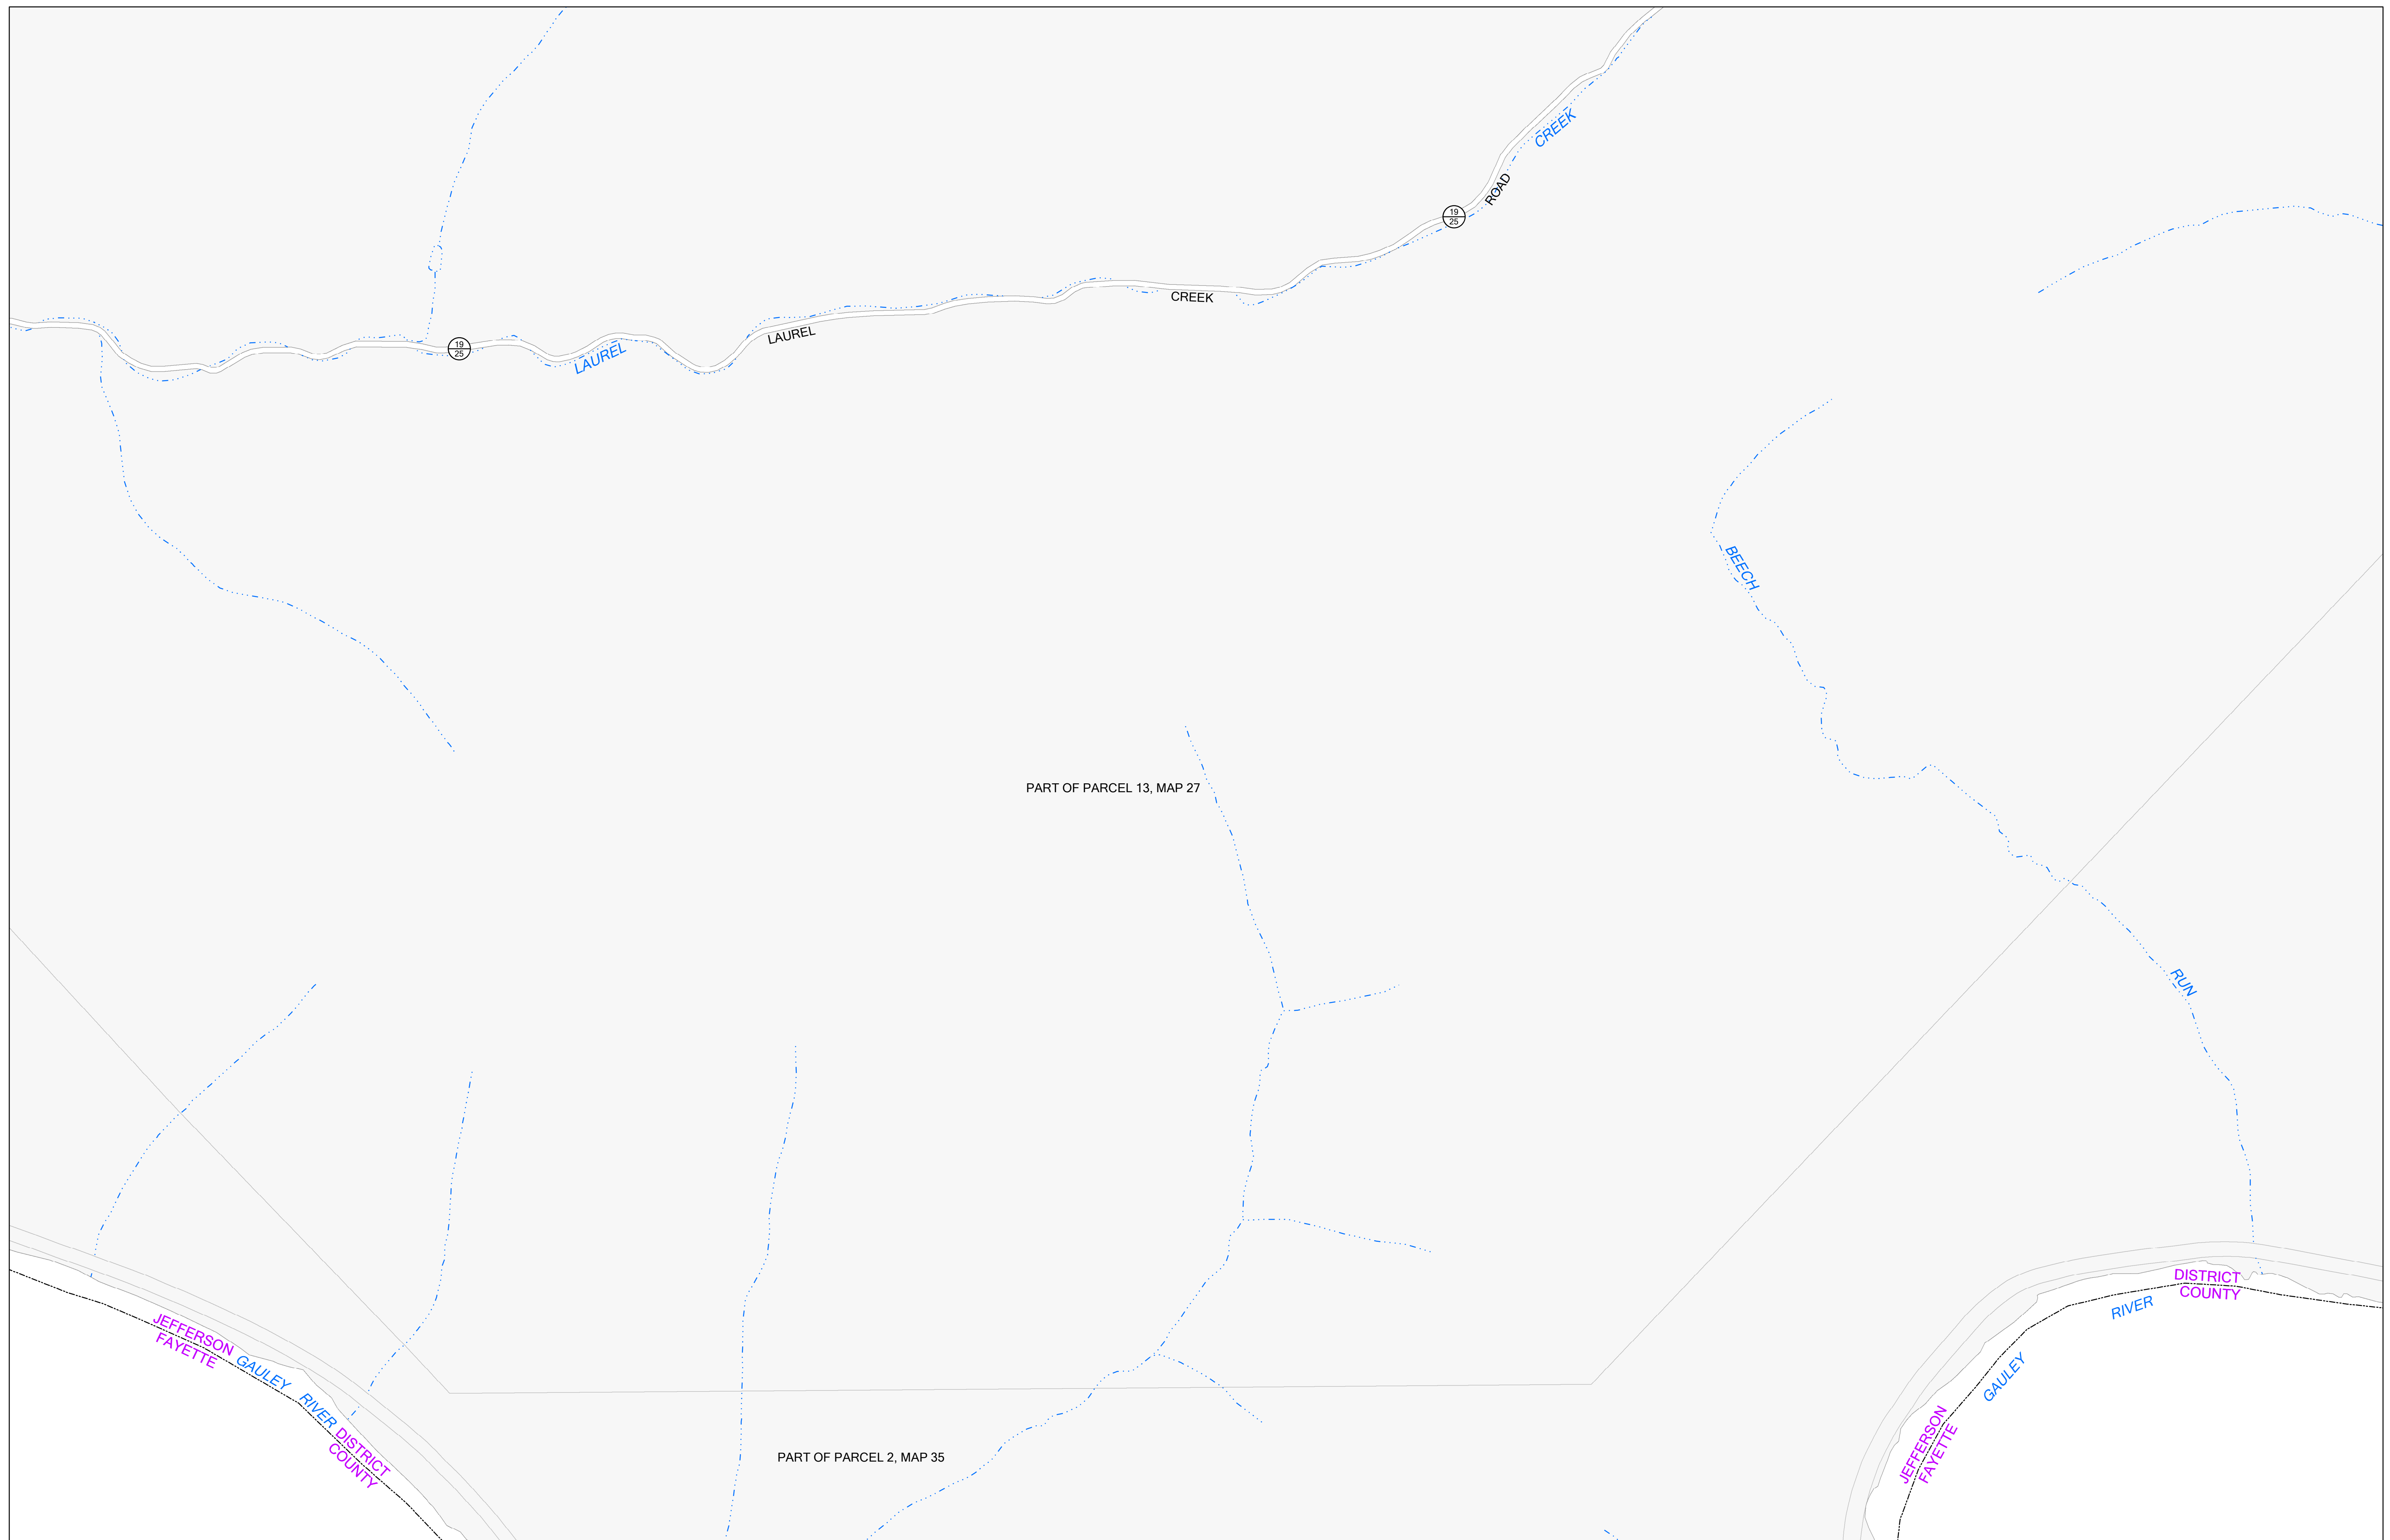 CREEK
ROAD
19
25
CREEK
LAUREL
19
25
LAUREL
BEECH
PART OF PARCEL 13, MAP 27
RUN
DISTRICT
COUNTY
RIVER
JEFFERSON
FAYETTE
GAULEY RIVER
GAULEY
DISTRICT
COUNTY
JEFFERSON
FAYETTE
PART OF PARCEL 2, MAP 35